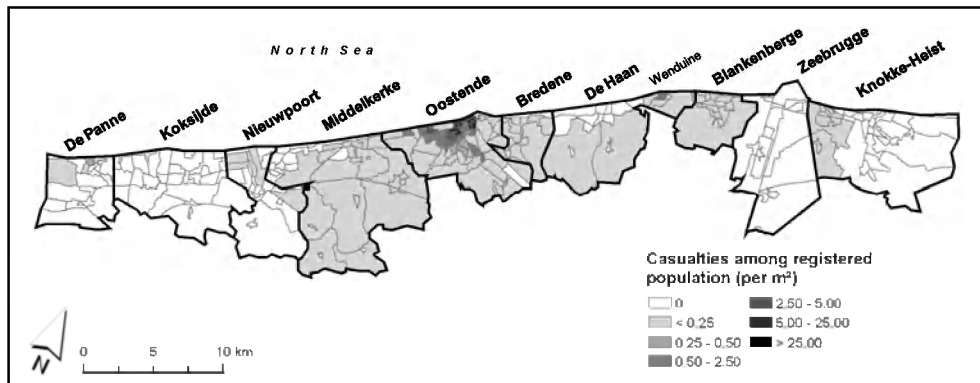 North Sea
De Panne
Koksijde
Nieuwpoort
Middelkerke
Oostende
Bredene
De Haan
Wenduine
Blankenberge
Zeebrugge
Knokke-Heist
Casualties among registered
population (per m²)
0
< 0.25
0.25 - 0.50
0.50 - 2.50
2.50 - 5.00
5.00 - 25.00
> 25.00
N
0 5 10 km